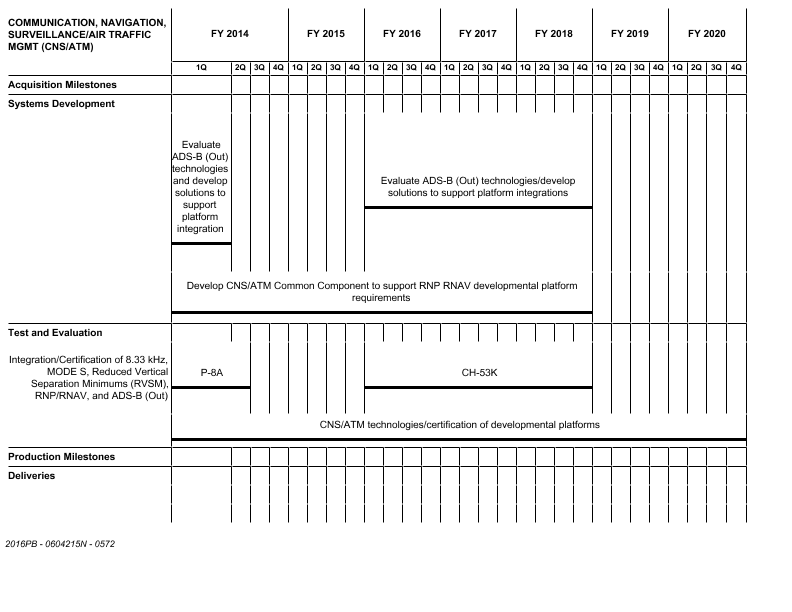 COMMUNICATION, NAVIGATION,
SURVEILLANCE/AIR TRAFFIC
MGMT (CNS/ATM)
FY 2014 FY 2015 FY 2016 FY 2017 FY 2018 FY 2019 FY 2020
1Q 2Q 3Q 4Q 1Q 2Q 3Q 4Q 1Q 2Q 3Q 4Q 1Q 2Q 3Q 4Q 1Q 2Q 3Q 4Q 1Q 2Q 3Q 4Q 1Q 2Q 3Q 4Q
Acquisition Milestones
Systems Development
Evaluate
ADS-B (Out)
technologies
and develop
solutions to
support
platform
integration
Evaluate ADS-B (Out) technologies/develop
solutions to support platform integrations
Develop CNS/ATM Common Component to support RNP RNAV developmental platform
requirements
Test and Evaluation
Integration/Certification of 8.33 kHz,
MODE S, Reduced Vertical
Separation Minimums (RVSM),
RNP/RNAV, and ADS-B (Out)
P-8A
CH-53K
CNS/ATM technologies/certification of developmental platforms
Production Milestones
Deliveries
2016PB - 0604215N - 0572